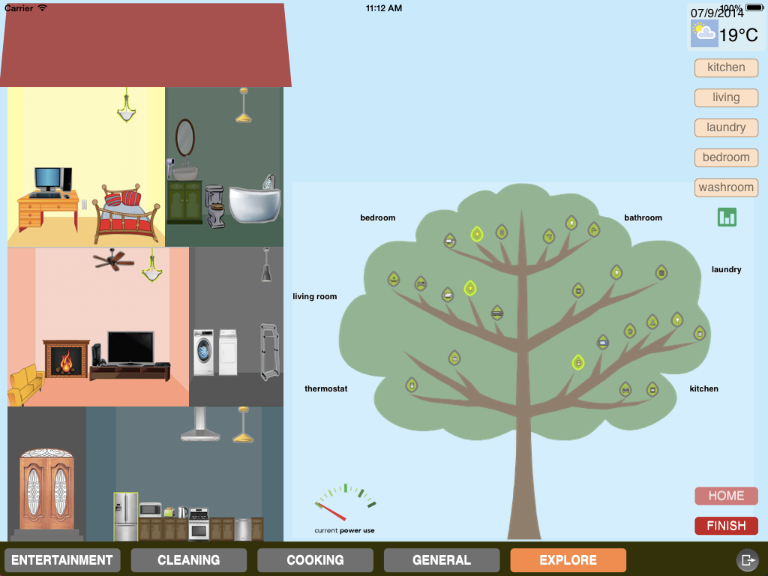 Carrier
11:12 AM
100%
07/9/2014
19°C
kitchen
living
laundry
bedroom
washroom
bedroom
bathroom
laundry
living room
thermostat
kitchen
current power use
HOME
FINISH
ENTERTAINMENT
CLEANING
COOKING
GENERAL
EXPLORE